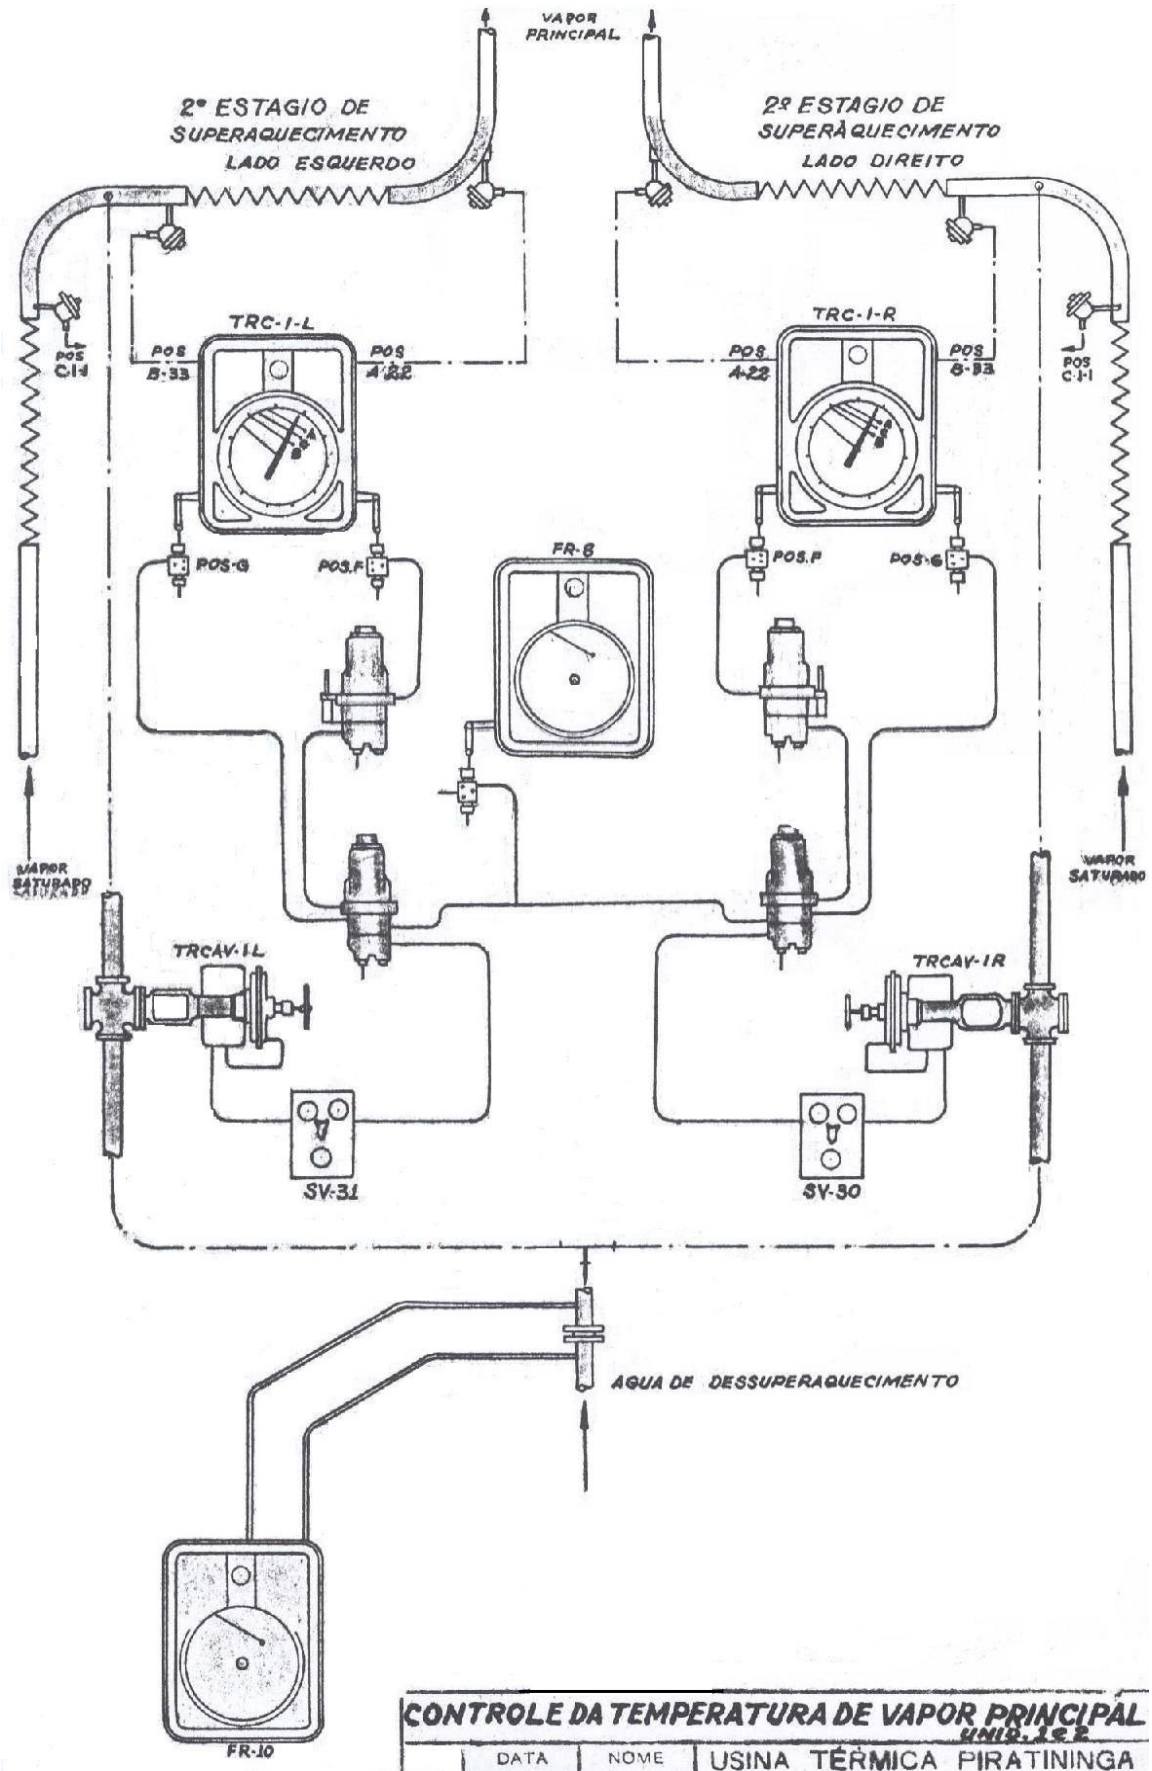 VAPOR
PRINCIPAL
2º ESTAGIO DE
SUPERAQUECIMENTO
LADO ESQUERDO
2º ESTAGIO DE
SUPERAQUECIMENTO
LADO DIREITO
TRC-1-L
TRC-1-R
POS
C-1-1
POS
B-33
POS
A-22
POS
A-22
POS
B-33
POS
C-1-1
B C A
B C A
POS-G
POS.F
FR-8
POS.F
POS-G
VAPOR
SATURADO
VAPOR
SATURADO
TRCAV-1L
TRCAV-1R
SV-31
SV-30
AGUA DE DESSUPERAQUECIMENTO
FR-10
CONTROLE DA TEMPERATURA DE VAPOR PRINCIPAL
UNID. 1 e 2
DATA
NOME
USINA TÉRMICA PIRATININGA